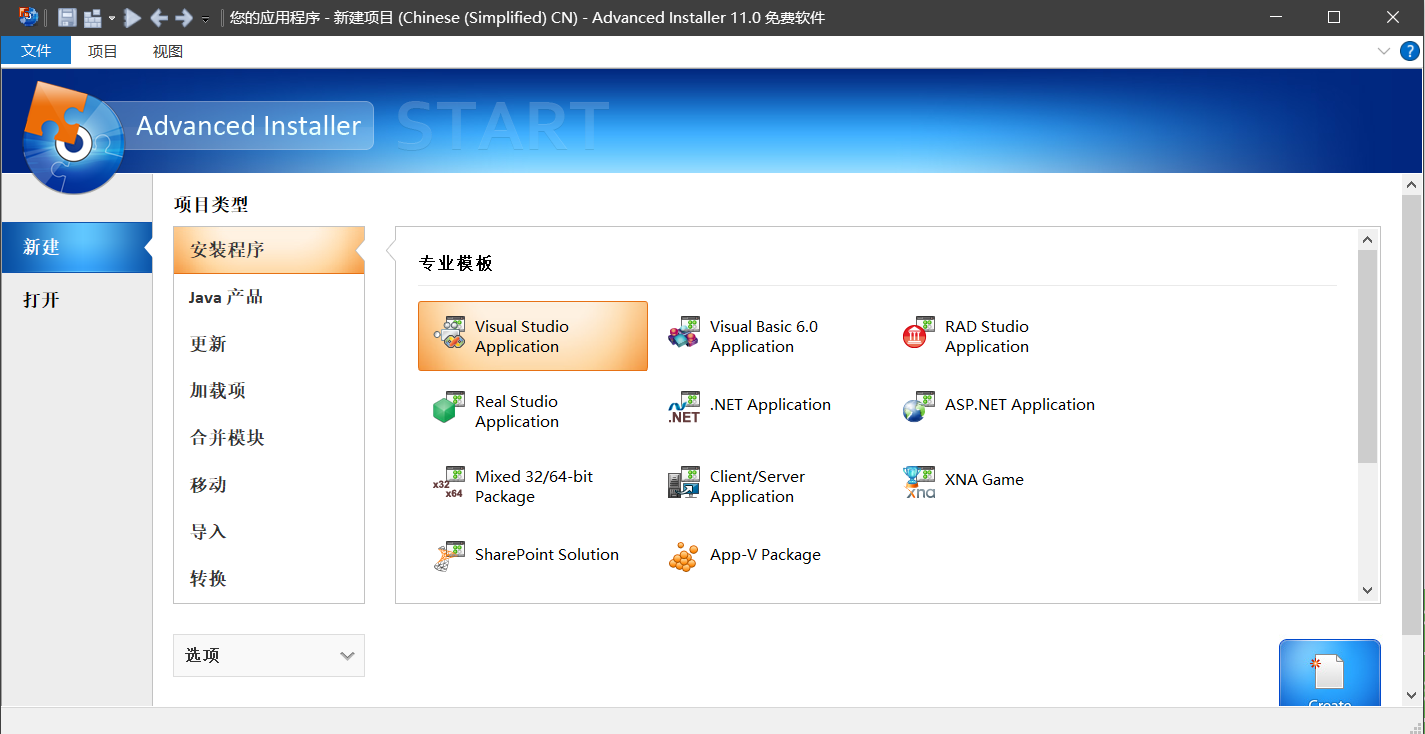 您的应用程序 - 新建项目 (Chinese (Simplified) CN) - Advanced Installer 11.0 免费软件
文件 项目 视图
?
Advanced Installer START
新建
打开
项目类型
安装程序
Java 产品
更新
加载项
合并模块
移动
导入
转换
选项
专业模板
Visual Studio
Application
Visual Basic 6.0
Application
RAD Studio
Application
Real Studio
Application
.NET
.NET Application
ASP.NET Application
x32
x64
Mixed 32/64-bit
Package
Client/Server
Application
xna
XNA Game
SharePoint Solution
App-V Package
Create